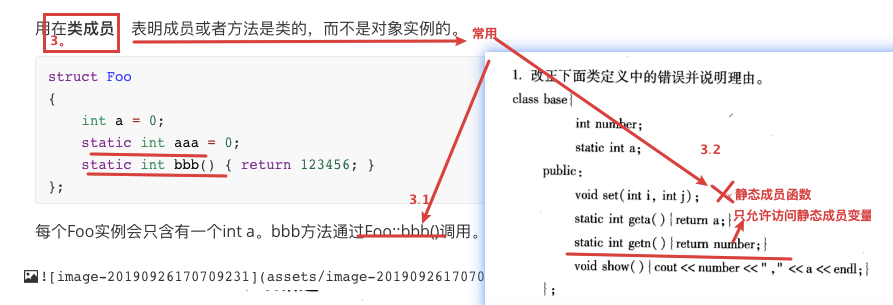 用在类成员 表明成员或者方法是类的，而不是对象实例的。
3。
常用
struct Foo
{
int a = 0;
static int aaa = 0;
static int bbb() { return 123456; }
};
3.1
每个Foo实例会只含有一个int a。bbb方法通过Foo::bbb()调用。
![image-20190926170709231](assets/image-2019092617070
1. 改正下面类定义中的错误并说明理由。
class base{
int number;
static int a;
3.2
public:
void set(int i, int j);
静态成员函数
static int geta(){return a;}
只允许访问静态成员变量
static int getn(){return number;}
void show(){cout<<number<<","<<a<<endl;}
};